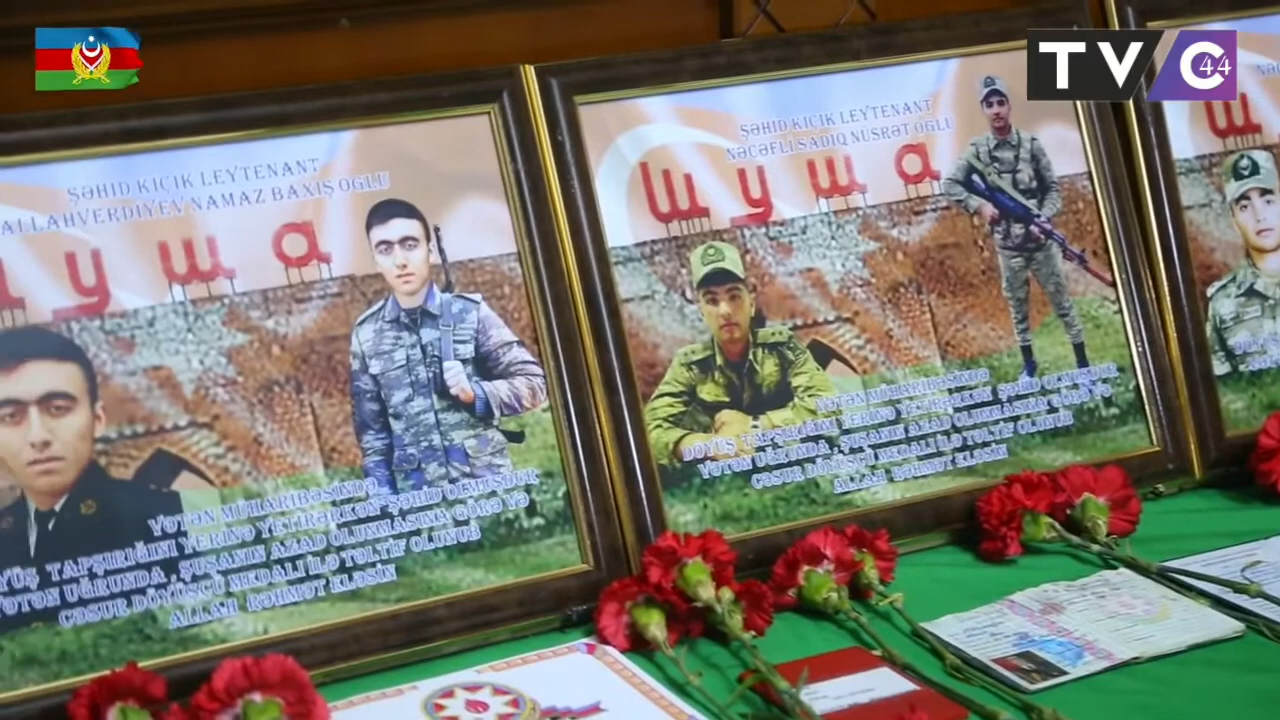 TVC
44
ŞƏHİD KİÇİK LEYTENANT
ALLAHVERDİYEV NAMAZ BAXIŞ OĞLU
шуша
VƏTƏN MÜHARİBƏSİNDƏ
TAPŞIRIĞINI YERİNƏ YETİRƏRKƏN ŞƏHİD OLMUŞDUR
VƏTƏN UĞRUNDA, ŞUŞANIN AZAD OLUNMASINA GÖRƏ VƏ
CƏSUR DÖYÜŞÇÜ MEDALI İLƏ TƏLTİF OLUNUB
ALLAH RƏHMƏT ELƏSİN
ŞƏHİD KİÇİK LEYTENANT
NƏCƏFLİ SADIQ NÜSRƏT OĞLU
шуша
VƏTƏN MÜHARİBƏSİNDƏ
DÖYÜŞ TAPŞIRIĞINI YERİNƏ YETİRƏRKƏN ŞƏHİD OLMUŞDUR
VƏTƏN UĞRUNDA, ŞUŞANIN AZAD OLUNMASINA GÖRƏ VƏ
CƏSUR DÖYÜŞÇÜ MEDALI İLƏ TƏLTİF OLUNUB
ALLAH RƏHMƏT ELƏSİN
ш